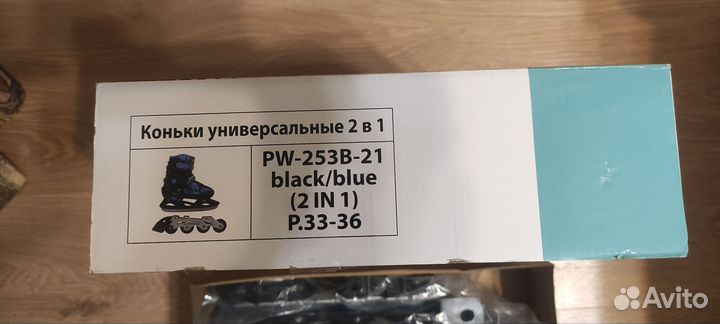 Коньки универсальные 2 в 1
PW-253B-21
black/blue
(2 IN 1)
Р.33-36
Avito